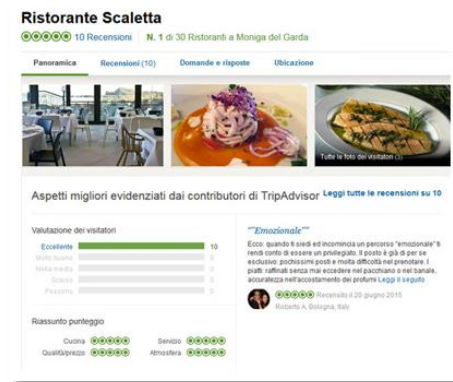 Ristorante Scaletta
10 Recensioni N. 1 di 30 Ristoranti a Moniga del Garda
Panoramica Recensioni (10) Domande e risposte Ubicazione
Tutte le foto dei visitatori (3)
Aspetti migliori evidenziati dai contributori di TripAdvisor Leggi tutte le recensioni su 10
Valutazione dei visitatori
Eccellente 10
Molto buono 0
Nella media 0
Scarso 0
Pessimo 0
Riassunto punteggio
Cucina Servizio
Qualità/prezzo Atmosfera
""Emozionale""
Ecco: quando ti siedi ed incomincia un percorso "emozionale" ti
rendi conto di essere un privilegiato. Il posto è già di per se
esclusivo: pochissimi posti e molta difficoltà nel prenotare. I
piatti: raffinati senza mai eccedere nel pacchiano o nel banale,
accuratezza nell'accostamento dei profumi Leggi il seguito
Recensito il 20 giugno 2015
Roberta A, Bologna, Italy